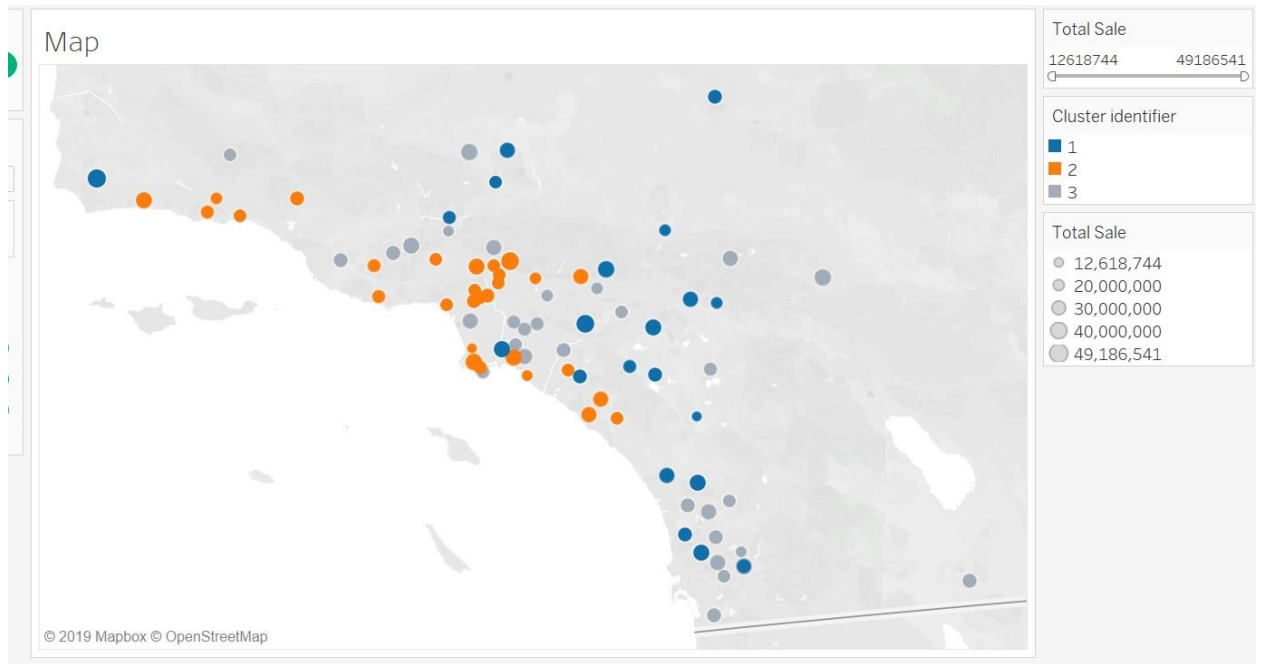 Map
© 2019 Mapbox © OpenStreetMap
Total Sale
12618744 49186541
Cluster identifier
1
2
3
Total Sale
12,618,744
20,000,000
30,000,000
40,000,000
49,186,541